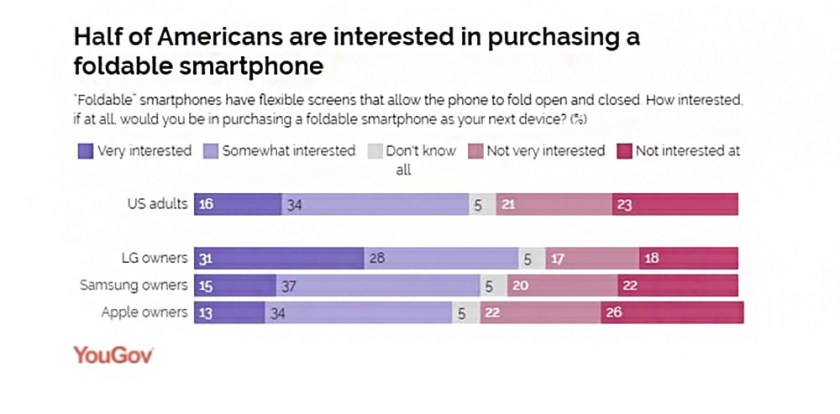 Half of Americans are interested in purchasing a
foldable smartphone
"Foldable" smartphones have flexible screens that allow the phone to fold open and closed. How interested,
if at all, would you be in purchasing a foldable smartphone as your next device? (%)
Very interested Somewhat interested Don't know Not very interested Not interested at
all
US adults 16 34 5 21 23
LG owners 31 28 5 17 18
Samsung owners 15 37 5 20 22
Apple owners 13 34 5 22 26
YouGov